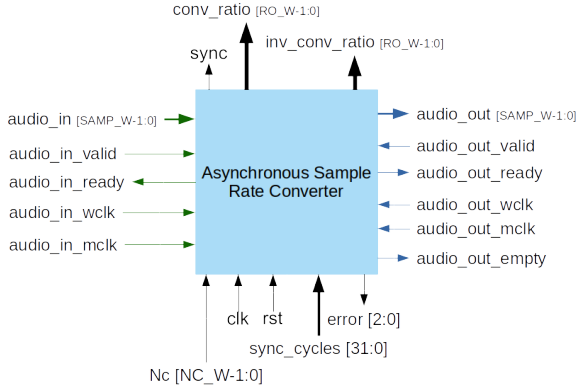 conv_ratio [RO_W-1:0]
inv_conv_ratio [RO_W-1:0]
sync
audio_in [SAMP_W-1:0]
audio_out [SAMP_W-1:0]
audio_in_valid
audio_out_valid
Asynchronous Sample
Rate Converter
audio_in_ready
audio_out_ready
audio_in_wclk
audio_out_wclk
audio_out_mclk
audio_in_mclk
audio_out_empty
clk
rst
error [2:0]
sync_cycles [31:0]
Nc [NC_W-1:0]